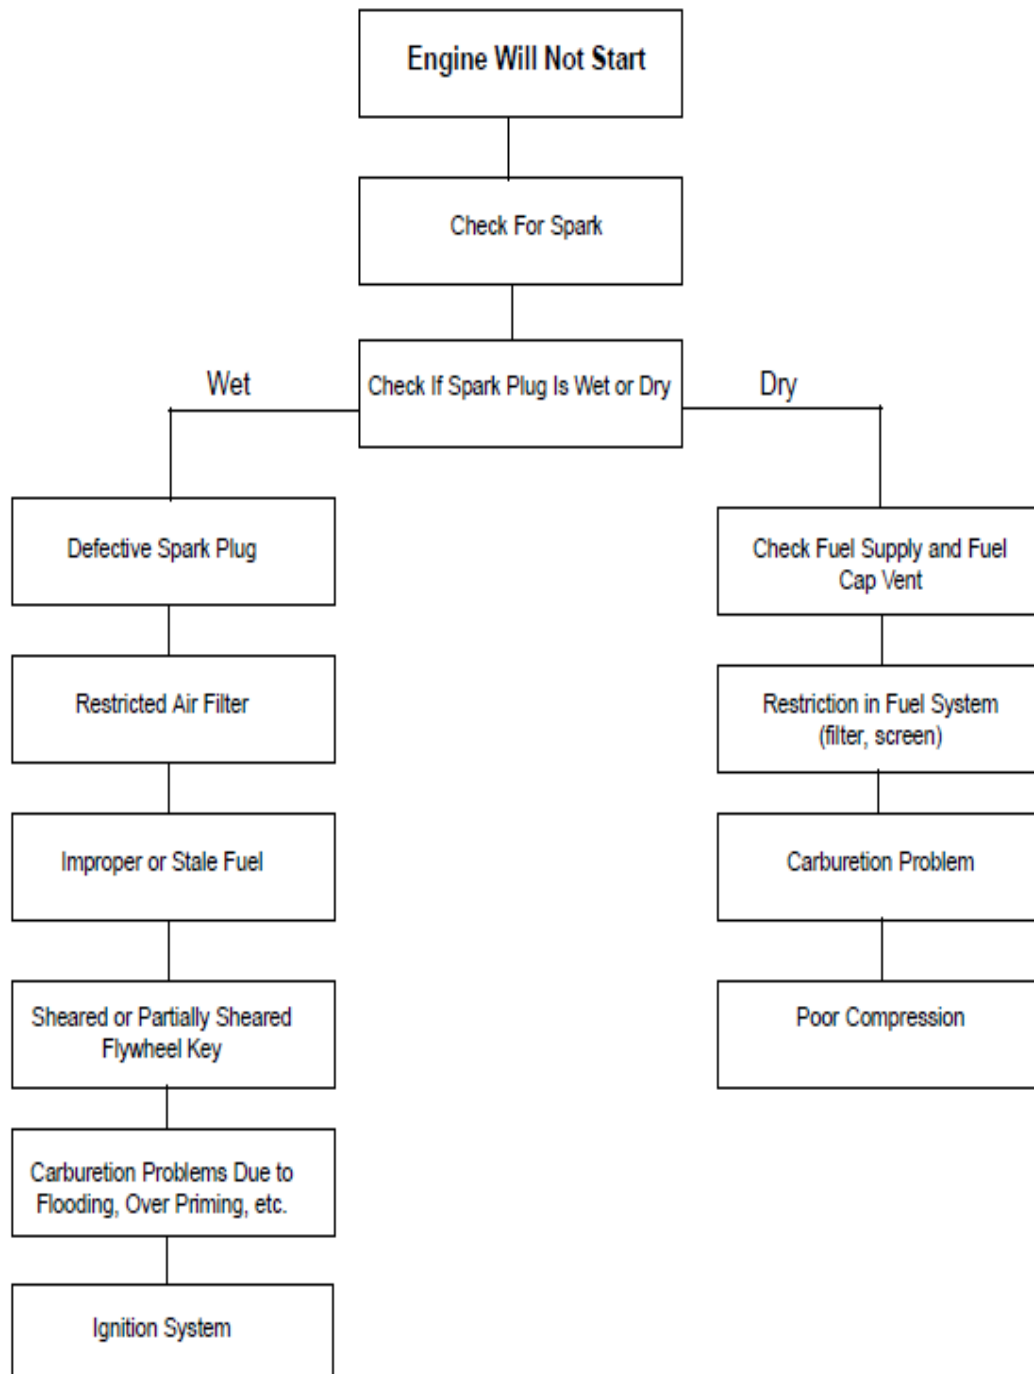 Engine Will Not Start
Check For Spark
Wet
Check If Spark Plug Is Wet or Dry
Dry
Defective Spark Plug
Restricted Air Filter
Improper or Stale Fuel
Sheared or Partially Sheared
Flywheel Key
Carburetion Problems Due to
Flooding, Over Priming, etc.
Ignition System
Check Fuel Supply and Fuel
Cap Vent
Restriction in Fuel System
(filter, screen)
Carburetion Problem
Poor Compression